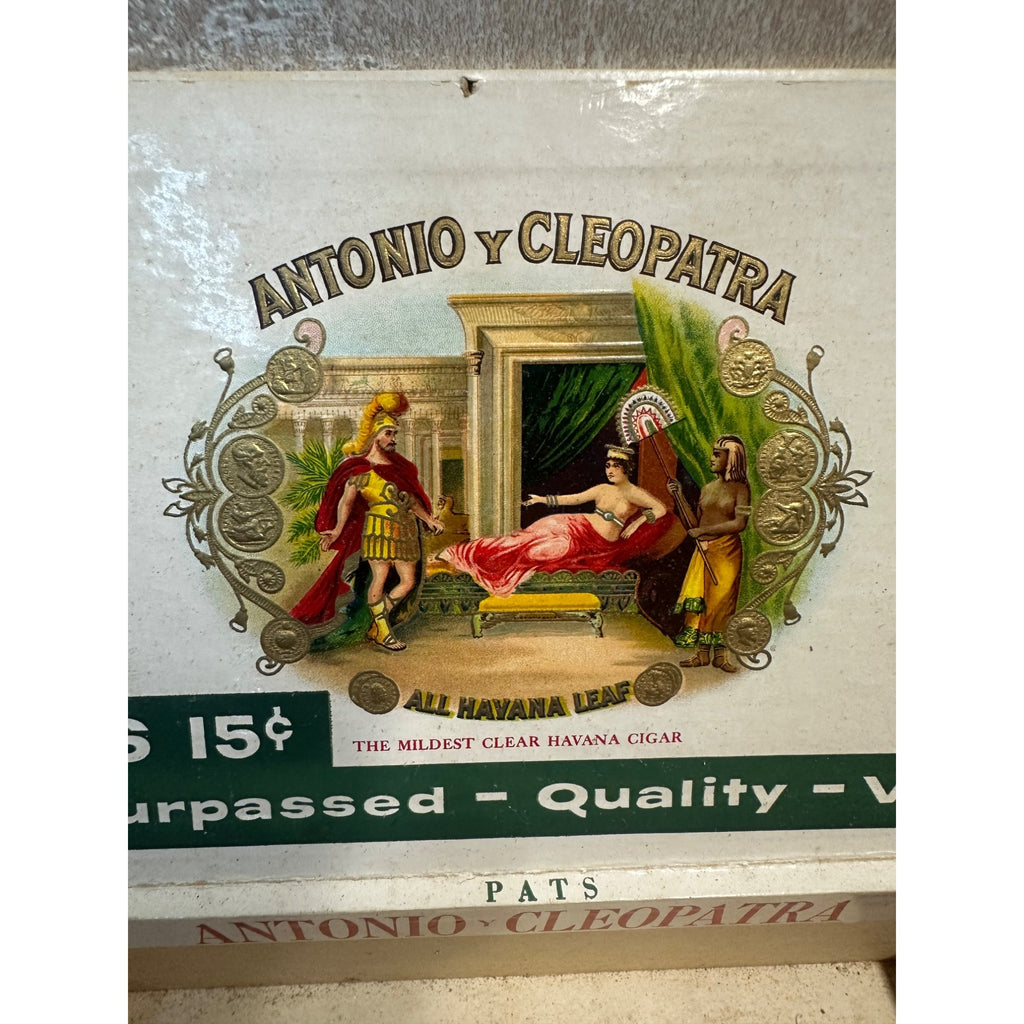 ANTONIO Y CLEOPATRA
ALL HAVANA LEAF
15¢
THE MILDEST CLEAR HAVANA CIGAR
urpassed - Quality - V
PATS
ANTONIO Y CLEOPATRA